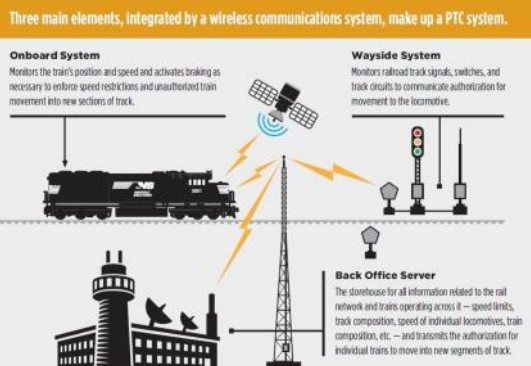 Three main elements, integrated by a wireless communications system, make up a PTC system.
Onboard System
Monitors the train's position and speed and activates braking as
necessary to enforce speed restrictions and unauthorized train
movement into new sections of track.
Wayside System
Monitors railroad track signals, switches, and
track circuits to communicate authorization for
movement to the locomotive.
Back Office Server
The storehouse for all information related to the rail
network and trains operating across it — speed limits,
track composition, speed of individual locomotives, train
composition, etc. — and transmits the authorization for
individual trains to move into new segments of track.